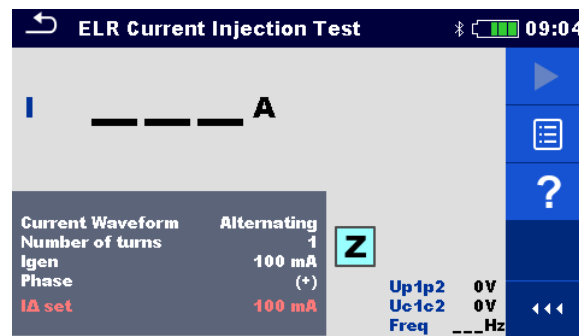 ELR Current Injection Test 09:04
I _ _ _ A
?
Current Waveform Alternating
Number of turns 1
Igen 100 mA
Phase (+)
IΔ set 100 mA
Z
Up1p2 0V
Uc1c2 0V
Freq ___Hz